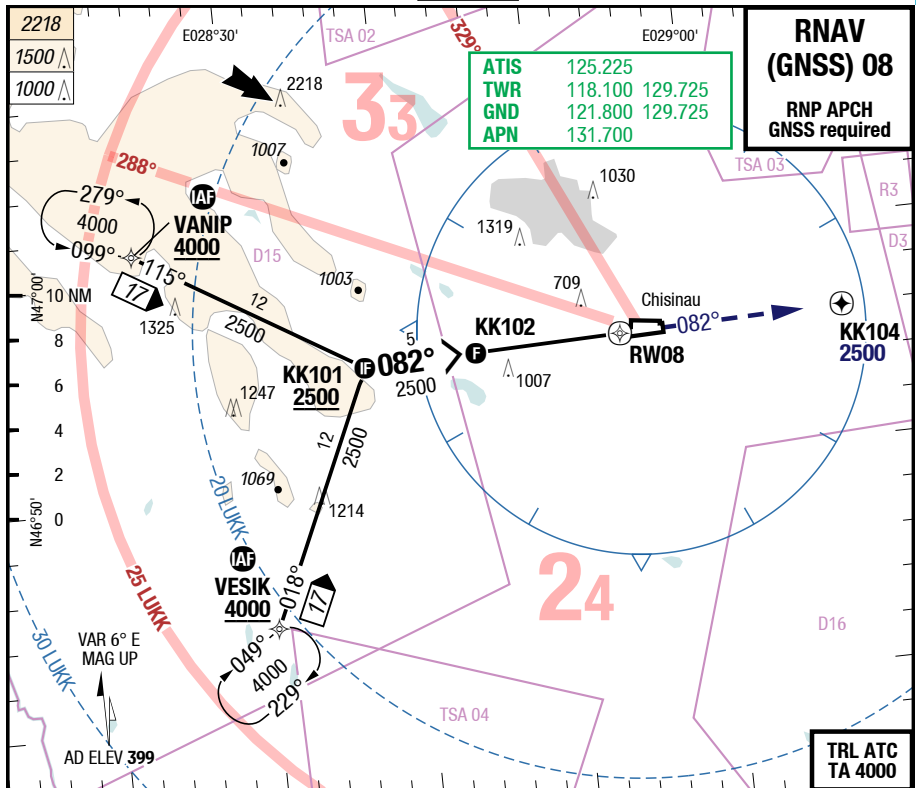 2218
1500
1000
E028°30'
TSA 02
329°
E029°00'
RNAV
(GNSS) 08
RNP APCH
GNSS required
ATIS 125.225
TWR 118.100 129.725
GND 121.800 129.725
APN 131.700
2218
33
1007
288°
TSA 03
R3
D3
1030
1319
279°
4000
099°
IAF
VANIP
4000
D15
115°
17
12
2500
1325
1003
709
Chisinau
082°
KK104
2500
N47°00'
10 NM
8
6
4
2
0
N46°50'
KK101
2500
IF
082°
5
2500
KK102
F
RW08
1007
1247
12
2500
1069
1214
20 LUKK
IAF
VESIK
4000
018°
17
24
D16
049°
4000
229°
25 LUKK
30 LUKK
VAR 6° E
MAG UP
AD ELEV 399
TSA 04
TRL ATC
TA 4000